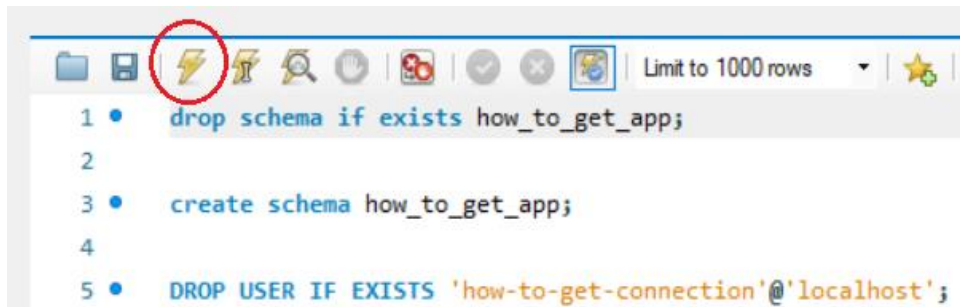 Limit to 1000 rows
1 drop schema if exists how_to_get_app;
2
3 create schema how_to_get_app;
4
5 DROP USER IF EXISTS 'how-to-get-connection'@'localhost';